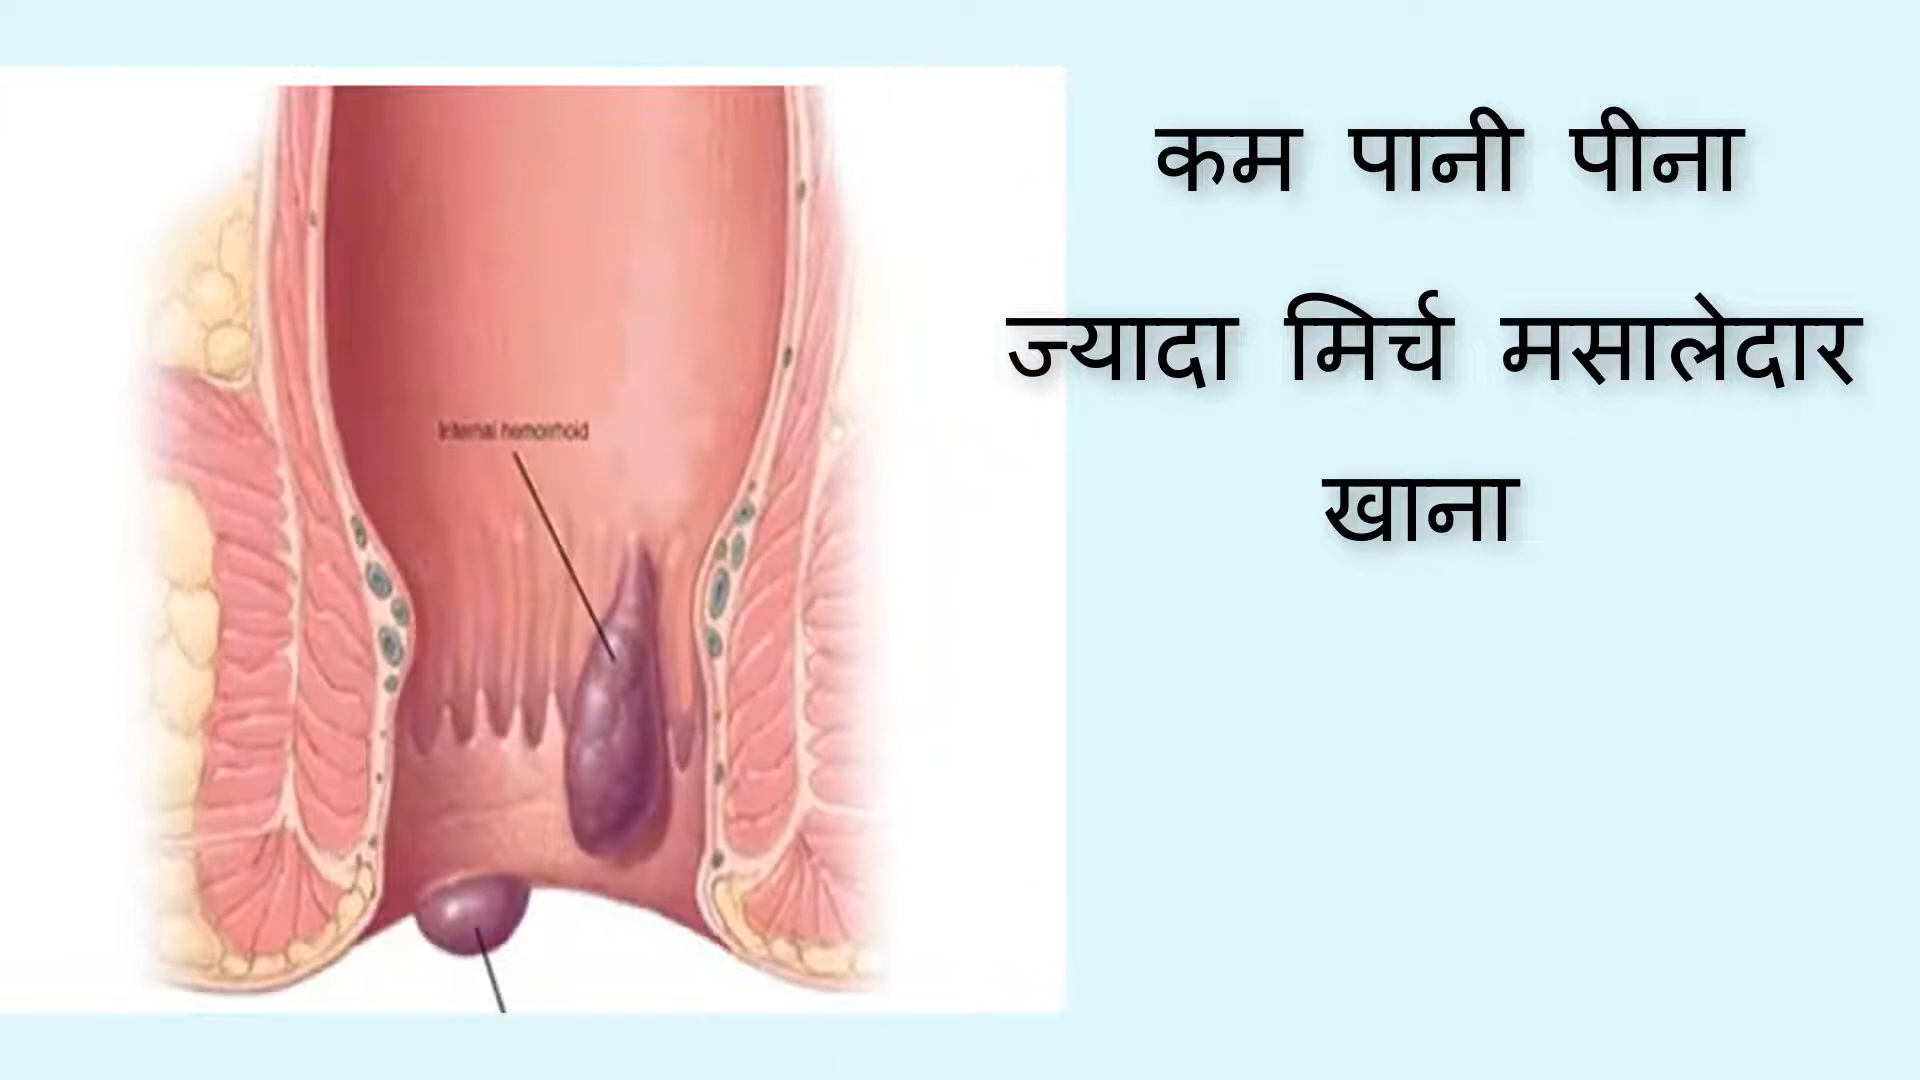 कम पानी पीना
ज्यादा मिर्च मसालेदार
खाना
Internal hemorrhoid